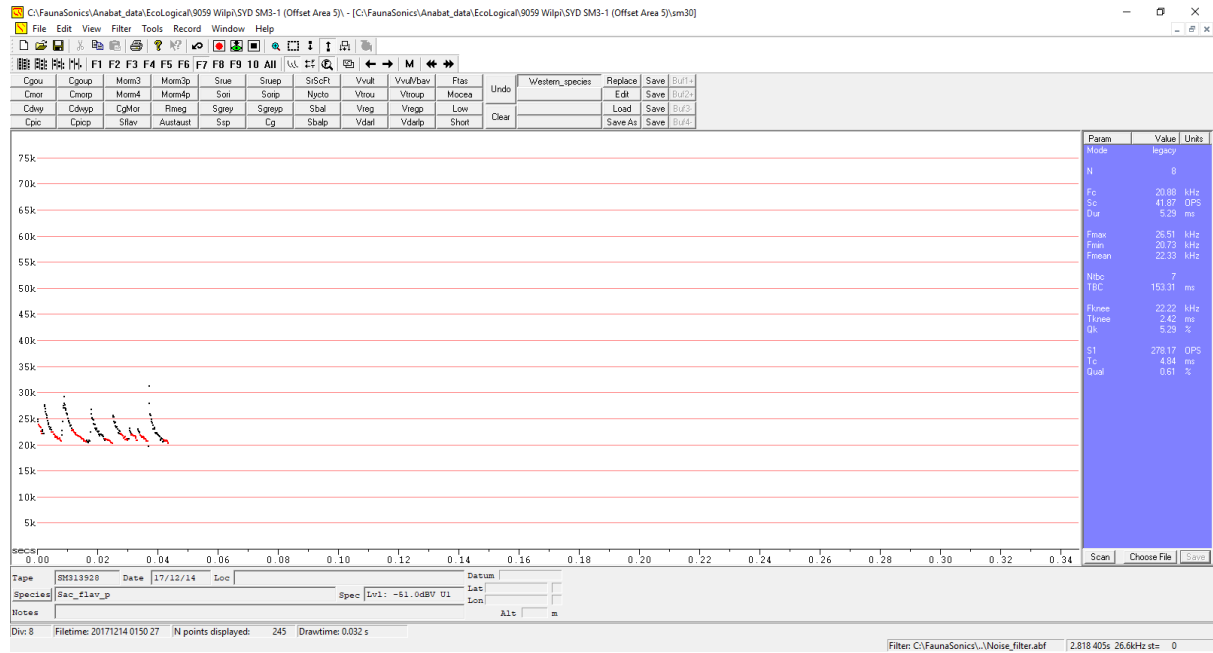 C:\FaunaSonics\Anabat_data\EcoLogical\9059 Wilpi\SYD SM3-1 (Offset Area 5)\ - [C:\FaunaSonics\Anabat_data\EcoLogical\9059 Wilpi\SYD SM3-1 (Offset Area 5)\sm30]
File Edit View Filter Tools Record Window Help
F1 F2 F3 F4 F5 F6 F7 F8 F9 10 All M
Cgou Cgoup Morm3 Morm3p Srue Sruep SrScFt Vvult Vvul/Vbav Ftas Undo Western_species Replace Save Buf1+
Cmor Cmorp Morm4 Morm4p Sori Sorip Nycto Vtrou Vtroup Mocea Edit Save Buf2+
Cdwy Cdwyp CgMor Rmeg Sgrey Sgreyp Sbal Vreg Vregp Low Clear Load Save Buf3-
Cpic Cpicp Sflav Austaust Ssp Cg Sbalp Vdarl Vdarlp Short Save As Save Buf4-
Param Value Units
Mode legacy
N 8
Fc 20.88 kHz
Sc 41.87 OPS
Dur 5.29 ms
Fmax 26.51 kHz
Fmin 20.73 kHz
Fmean 22.33 kHz
Ntbc 7
TBC 153.31 ms
Fknee 22.22 kHz
Tknee 2.42 ms
Qk 5.29 %
S1 278.17 OPS
Tc 4.84 ms
Qual 0.61 %
75k
70k
65k
60k
55k
50k
45k
40k
35k
30k
25k
20k
15k
10k
5k
secs
0.00 0.02 0.04 0.06 0.08 0.10 0.12 0.14 0.16 0.18 0.20 0.22 0.24 0.26 0.28 0.30 0.32 0.34
Scan Choose File Save
Tape SM313928 Date 17/12/14 Loc Datum
Species Sac_flav_p Spec Lvl: -51.0dBV U1 Lat
Lon
Notes Alt m
Div: 8 Filetime: 20171214 0150 27 N points displayed: 245 Drawtime: 0.032 s
Filter: C:\FaunaSonics\...\Noise_filter.abf 2.818 405s 26.6kHz st= 0